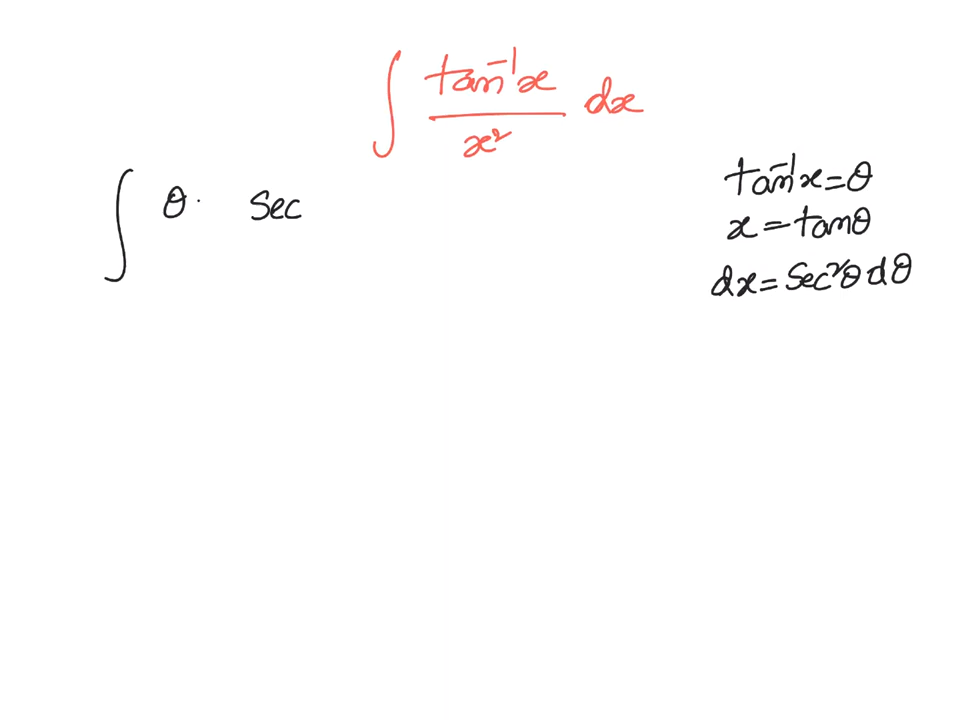 ∫ tan⁻¹x / x² dx
tan⁻¹x = θ
∫ θ · sec
x = tanθ
dx = sec²θ dθ